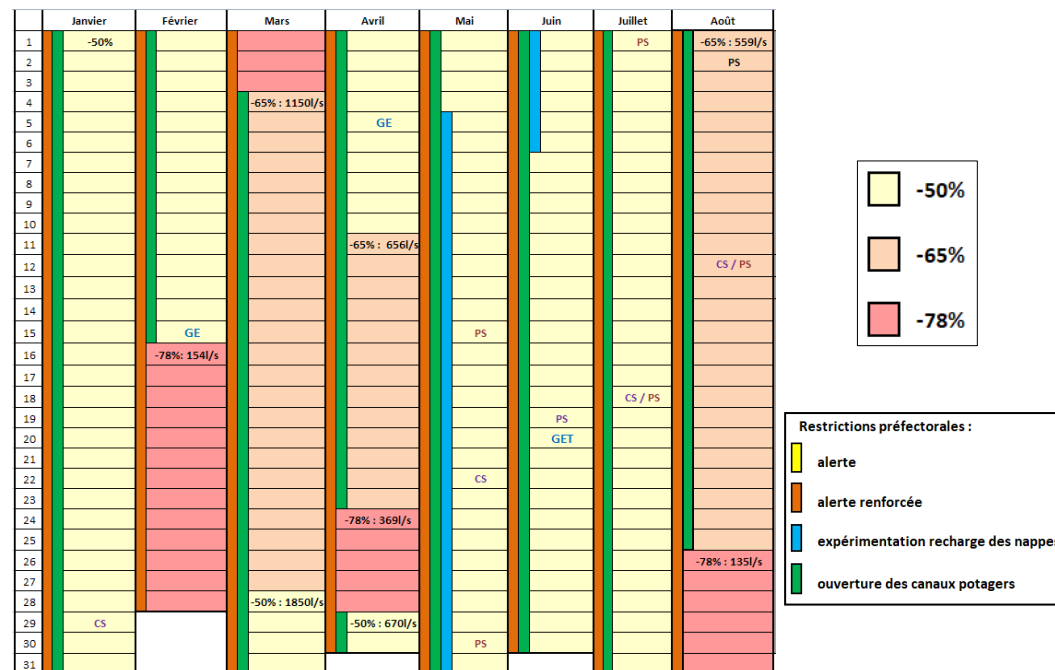 Janvier Février Mars Avril Mai Juin Juillet Août
1 -50% PS -65% : 559l/s
2 PS
3
4 -65% : 1150l/s
5 GE
6
7
8
9
10
11 -65% : 656l/s
12 CS / PS
13
14
15 GE PS
16 -78%: 154l/s
17
18 CS / PS
19 PS
20 GET
21
22 CS
23
24 -78% : 369l/s
25
26 -78% : 135l/s
27
28 -50% : 1850l/s
29 CS -50% : 670l/s
30 PS
31
-50%
-65%
-78%
Restrictions préfectorales :
alerte
alerte renforcée
expérimentation recharge des nappes
ouverture des canaux potagers